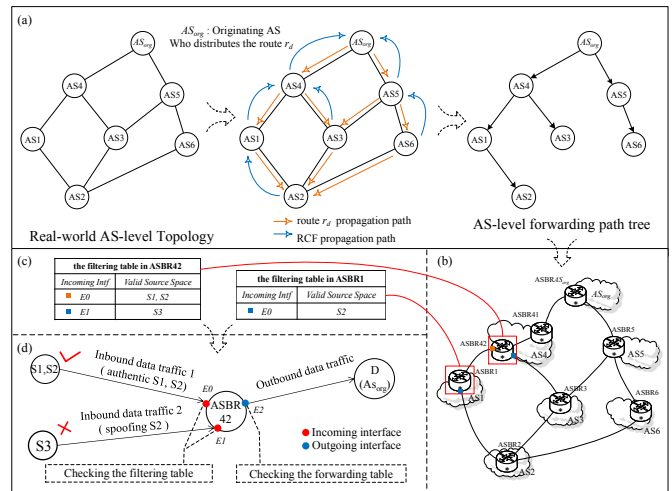 (a)
AS_org : Originating AS
Who distributes the route r_d
AS_org
AS4
AS5
AS1
AS3
AS6
AS2
Real-world AS-level Topology
AS_org
AS4
AS5
AS1
AS3
AS6
AS2
route r_d propagation path
RCF propagation path
AS_org
AS4
AS5
AS1
AS3
AS6
AS2
AS-level forwarding path tree
(c)
the filtering table in ASBR42
Incoming Intf Valid Source Space
E0 S1, S2
E1 S3
the filtering table in ASBR1
Incoming Intf Valid Source Space
E0 S2
(b)
ASBRAS_org
AS_org
ASBR41
ASBR42
AS4
ASBR5
AS5
ASBR1
AS1
ASBR3
AS3
ASBR6
AS6
ASBR2
AS2
(d)
S1,S2
Inbound data traffic 1
( authentic S1, S2)
E0
ASBR
42
E2
Outbound data traffic
D
(As_org)
S3
Inbound data traffic 2
( spoofing S2)
E1
Incoming interface
Outgoing interface
Checking the filtering table
Checking the forwarding table